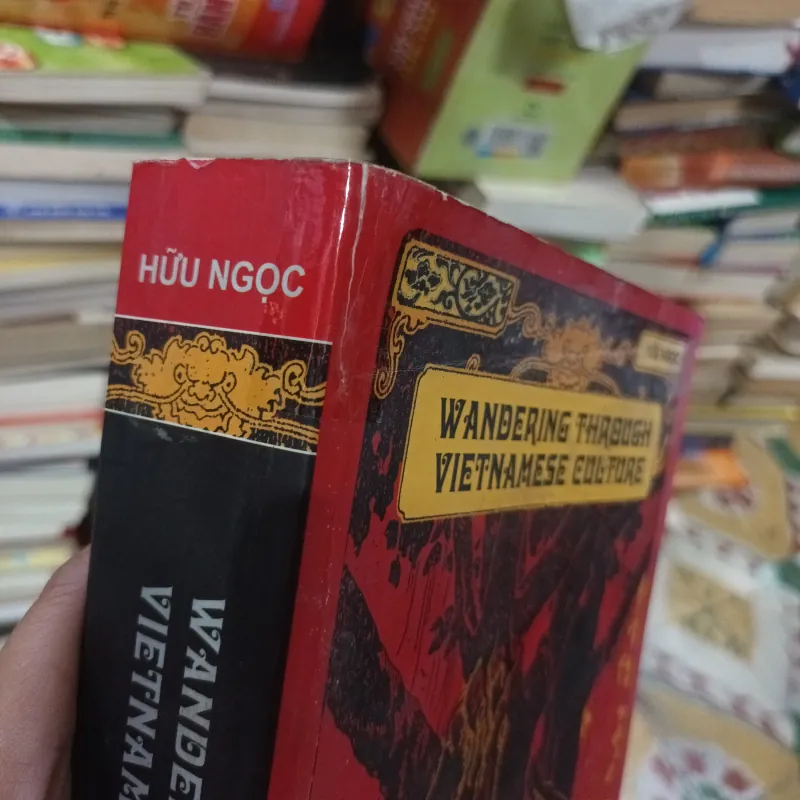 HỮU NGỌC
WANDERING THROUGH
VIETNAMESE CULTURE
WANDE
VIETNAM